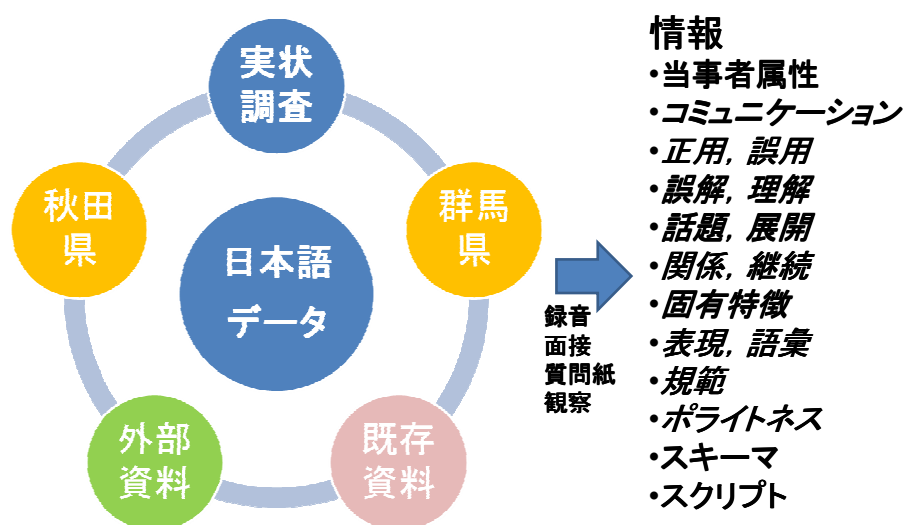 実状
調査
秋田
県
群馬
県
日本語
データ
外部
資料
既存
資料
録音
面接
質問紙
観察
情報
・当事者属性
・コミュニケーション
・正用，誤用
・誤解，理解
・話題，展開
・関係，継続
・固有特徴
・表現，語彙
・規範
・ポライトネス
・スキーマ
・スクリプト